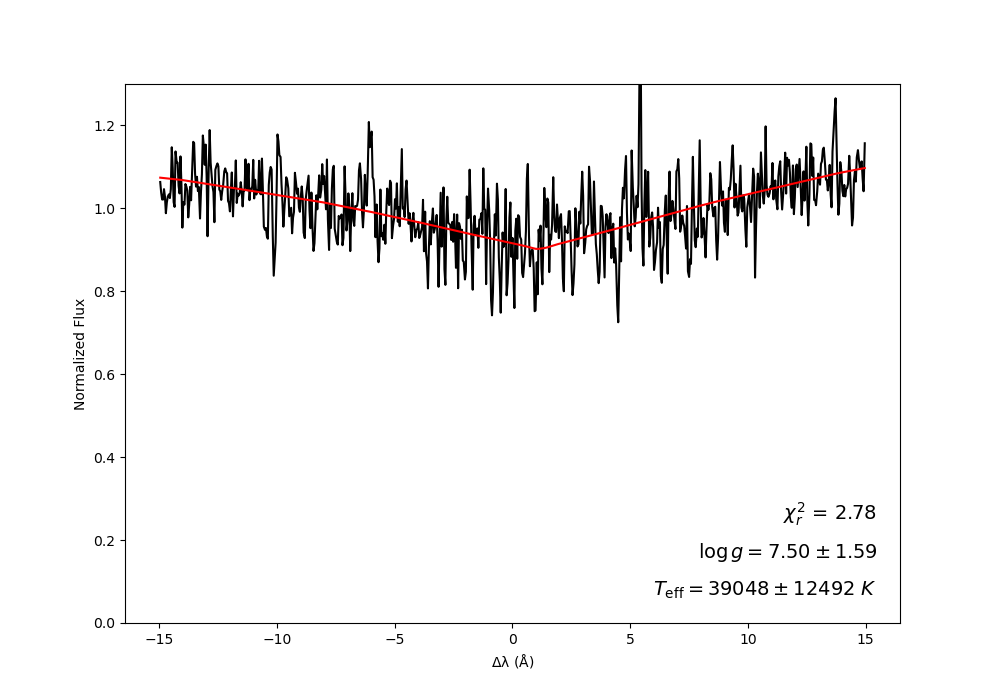 1.2
1.0
0.8
0.6
0.4
0.2
0.0
Normalized Flux
χ²ᵣ = 2.78
log g = 7.50 ± 1.59
T_eff = 39048 ± 12492 K
−15 −10 −5 0 5 10 15
Δλ (Å)